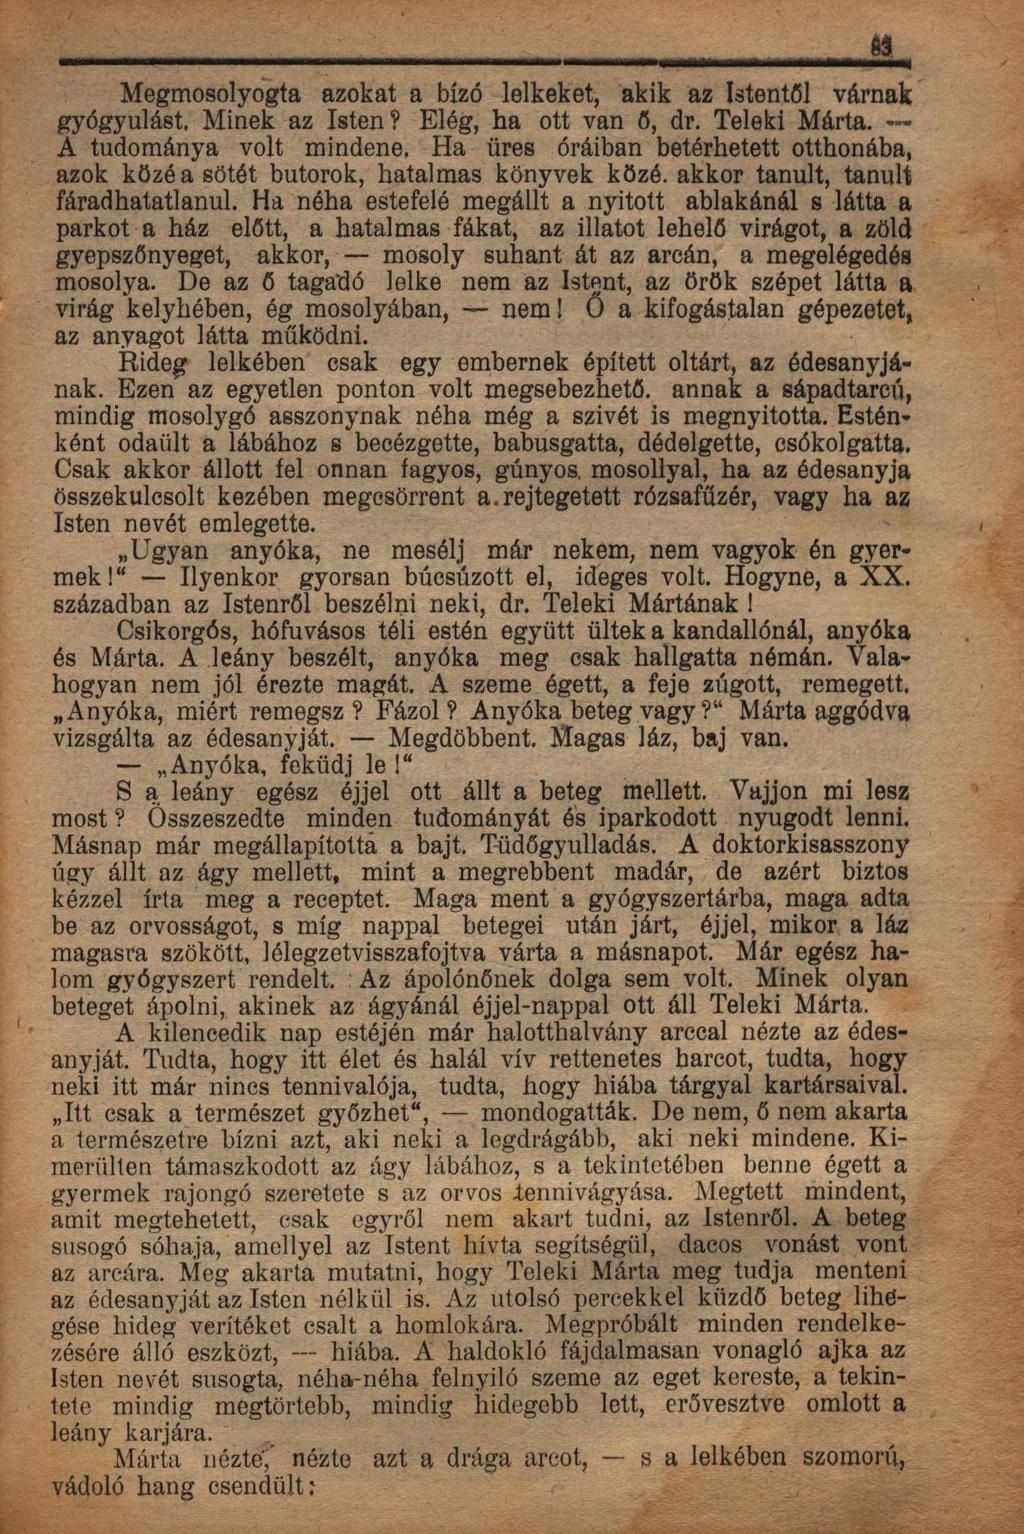 83
Megmosolyogta azokat a bízó lelkeket, akik az Istentől várnak
gyógyulást. Minek az Isten? Elég, ha ott van ő, dr. Teleki Márta. —
A tudománya volt mindene. Ha üres óráiban betérhetett otthonába,
azok közé a sötét butorok, hatalmas könyvek közé. akkor tanult, tanult
fáradhatatlanul. Ha néha estefelé megállt a nyitott ablakánál s látta a
parkot a ház előtt, a hatalmas fákat, az illatot lehelő virágot, a zöld
gyepszőnyeget, akkor, — mosoly suhant át az arcán, a megelégedés
mosolya. De az ő tagadó lelke nem az Istent, az örök szépet látta a
virág kelyhében, ég mosolyában, — nem! Ő a kifogástalan gépezetet,
az anyagot látta működni.
Rideg lelkében csak egy embernek épített oltárt, az édesanyjá-
nak. Ezen az egyetlen ponton volt megsebezhető. annak a sápadtarcú,
mindig mosolygó asszonynak néha még a szivét is megnyitotta. Estén-
ként odaült a lábához s becézgette, babusgatta, dédelgette, csókolgatta.
Csak akkor állott fel onnan fagyos, gúnyos. mosollyal, ha az édesanyja
összekulcsolt kezében megcsörrent a rejtegetett rózsafűzér, vagy ha az
Isten nevét emlegette.
„Ugyan anyóka, ne mesélj már nekem, nem vagyok én gyer-
mek!“ — Ilyenkor gyorsan búcsúzott el, ideges volt. Hogyne, a XX.
században az Istenről beszélni neki, dr. Teleki Mártának!
Csikorgós, hófuvásos téli estén együtt ültek a kandallónál, anyóka
és Márta. A leány beszélt, anyóka meg csak hallgatta némán. Vala-
hogyan nem jól érezte magát. A szeme égett, a feje zúgott, remegett.
„Anyóka, miért remegsz? Fázol? Anyóka beteg vagy?“ Márta aggódva
vizsgálta az édesanyját. — Megdöbbent. Magas láz, baj van.
— „Anyóka, feküdj le!“
S a leány egész éjjel ott állt a beteg mellett. Vajjon mi lesz
most? Összeszedte minden tudományát és iparkodott nyugodt lenni.
Másnap már megállapította a bajt. Tüdőgyulladás. A doktorkisasszony
úgy állt az ágy mellett, mint a megrebbent madár, de azért biztos
kézzel írta meg a receptet. Maga ment a gyógyszertárba, maga adta
be az orvosságot, s míg nappal betegei után járt, éjjel, mikor a láz
magasra szökött, lélegzetvisszafojtva várta a másnapot. Már egész ha-
lom gyógyszert rendelt. Az ápolónőnek dolga sem volt. Minek olyan
beteget ápolni, akinek az ágyánál éjjel-nappal ott áll Teleki Márta.
A kilencedik nap estéjén már halotthalvány arccal nézte az édes-
anyját. Tudta, hogy itt élet és halál vív rettenetes harcot, tudta, hogy
neki itt már nincs tennivalója, tudta, hogy hiába tárgyal kartársaival.
„Itt csak a természet győzhet“, — mondogatták. De nem, ő nem akarta
a természetre bízni azt, aki neki a legdrágább, aki neki mindene. Ki-
merülten támaszkodott az ágy lábához, s a tekintetében benne égett a
gyermek rajongó szeretete s az orvos tennivágyása. Megtett mindent,
amit megtehetett, csak egyről nem akart tudni, az Istenről. A beteg
susogó sóhaja, amellyel az Istent hívta segítségül, dacos vonást vont
az arcára. Meg akarta mutatni, hogy Teleki Márta meg tudja menteni
az édesanyját az Isten nélkül is. Az utolsó percekkel küzdő beteg lihe-
gése hideg verítéket csalt a homlokára. Megpróbált minden rendelke-
zésére álló eszközt, — hiába. A haldokló fájdalmasan vonagló ajka az
Isten nevét susogta, néha-néha felnyiló szeme az eget kereste, a tekin-
tete mindig megtörtebb, mindig hidegebb lett, erővesztve omlott a
leány karjára.
Márta nézte, nézte azt a drága arcot, — s a lelkében szomorú,
vádoló hang csendült: